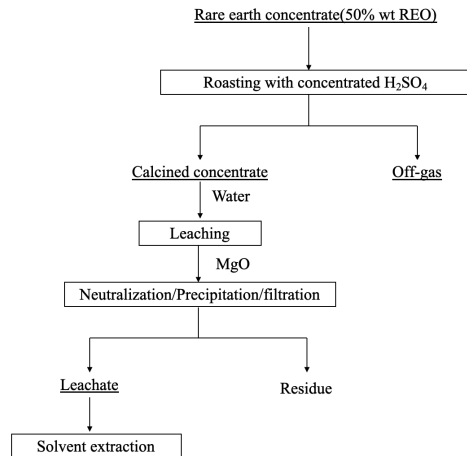 Rare earth concentrate(50% wt REO)
Roasting with concentrated H₂SO₄
Calcined concentrate
Off-gas
Water
Leaching
MgO
Neutralization/Precipitation/filtration
Leachate
Residue
Solvent extraction